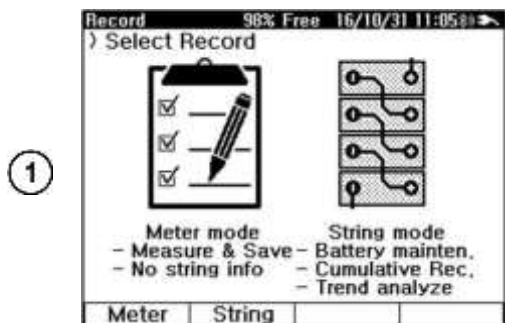 Record 98% Free 16/10/31 11:05
) Select Record
1
Meter mode
- Measure & Save
- No string info
String mode
- Battery mainten.
- Cumulative Rec.
- Trend analyze
Meter String